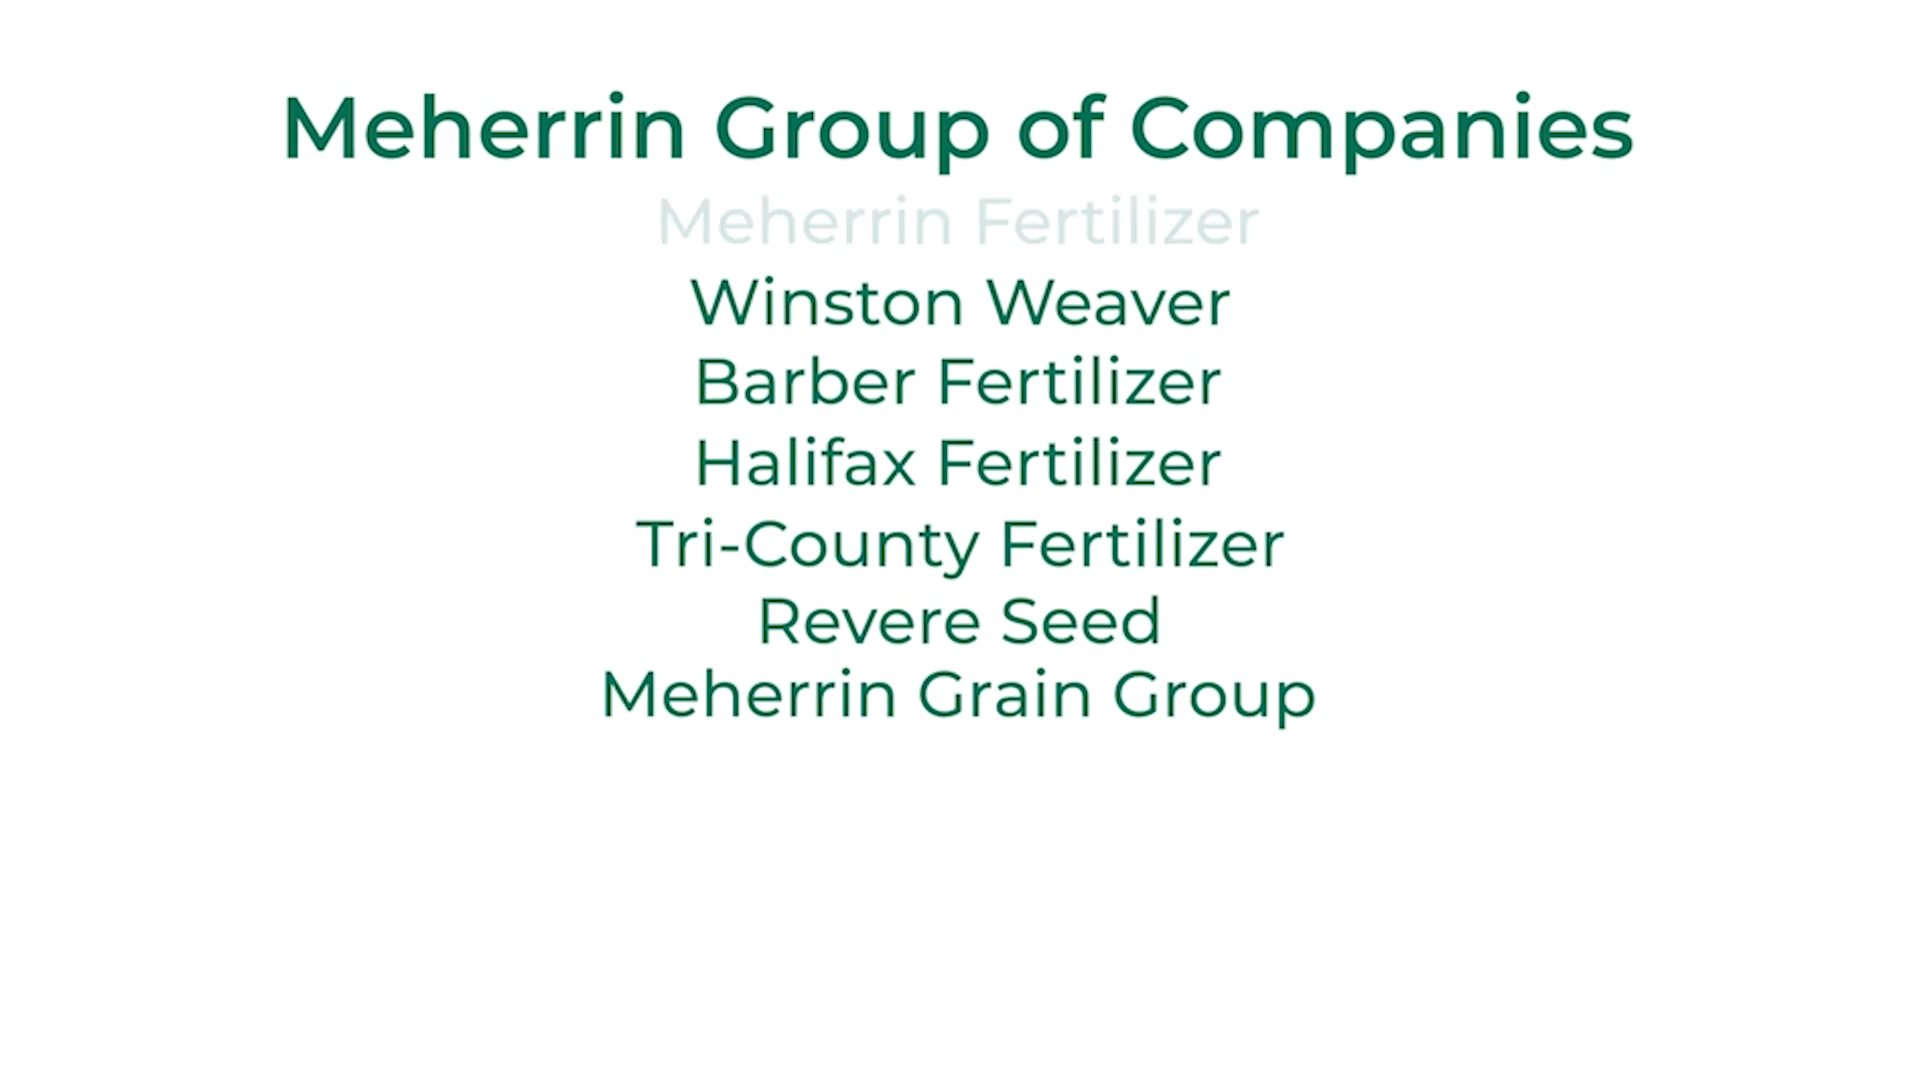 Meherrin Group of Companies
Meherrin Fertilizer
Winston Weaver
Barber Fertilizer
Halifax Fertilizer
Tri-County Fertilizer
Revere Seed
Meherrin Grain Group